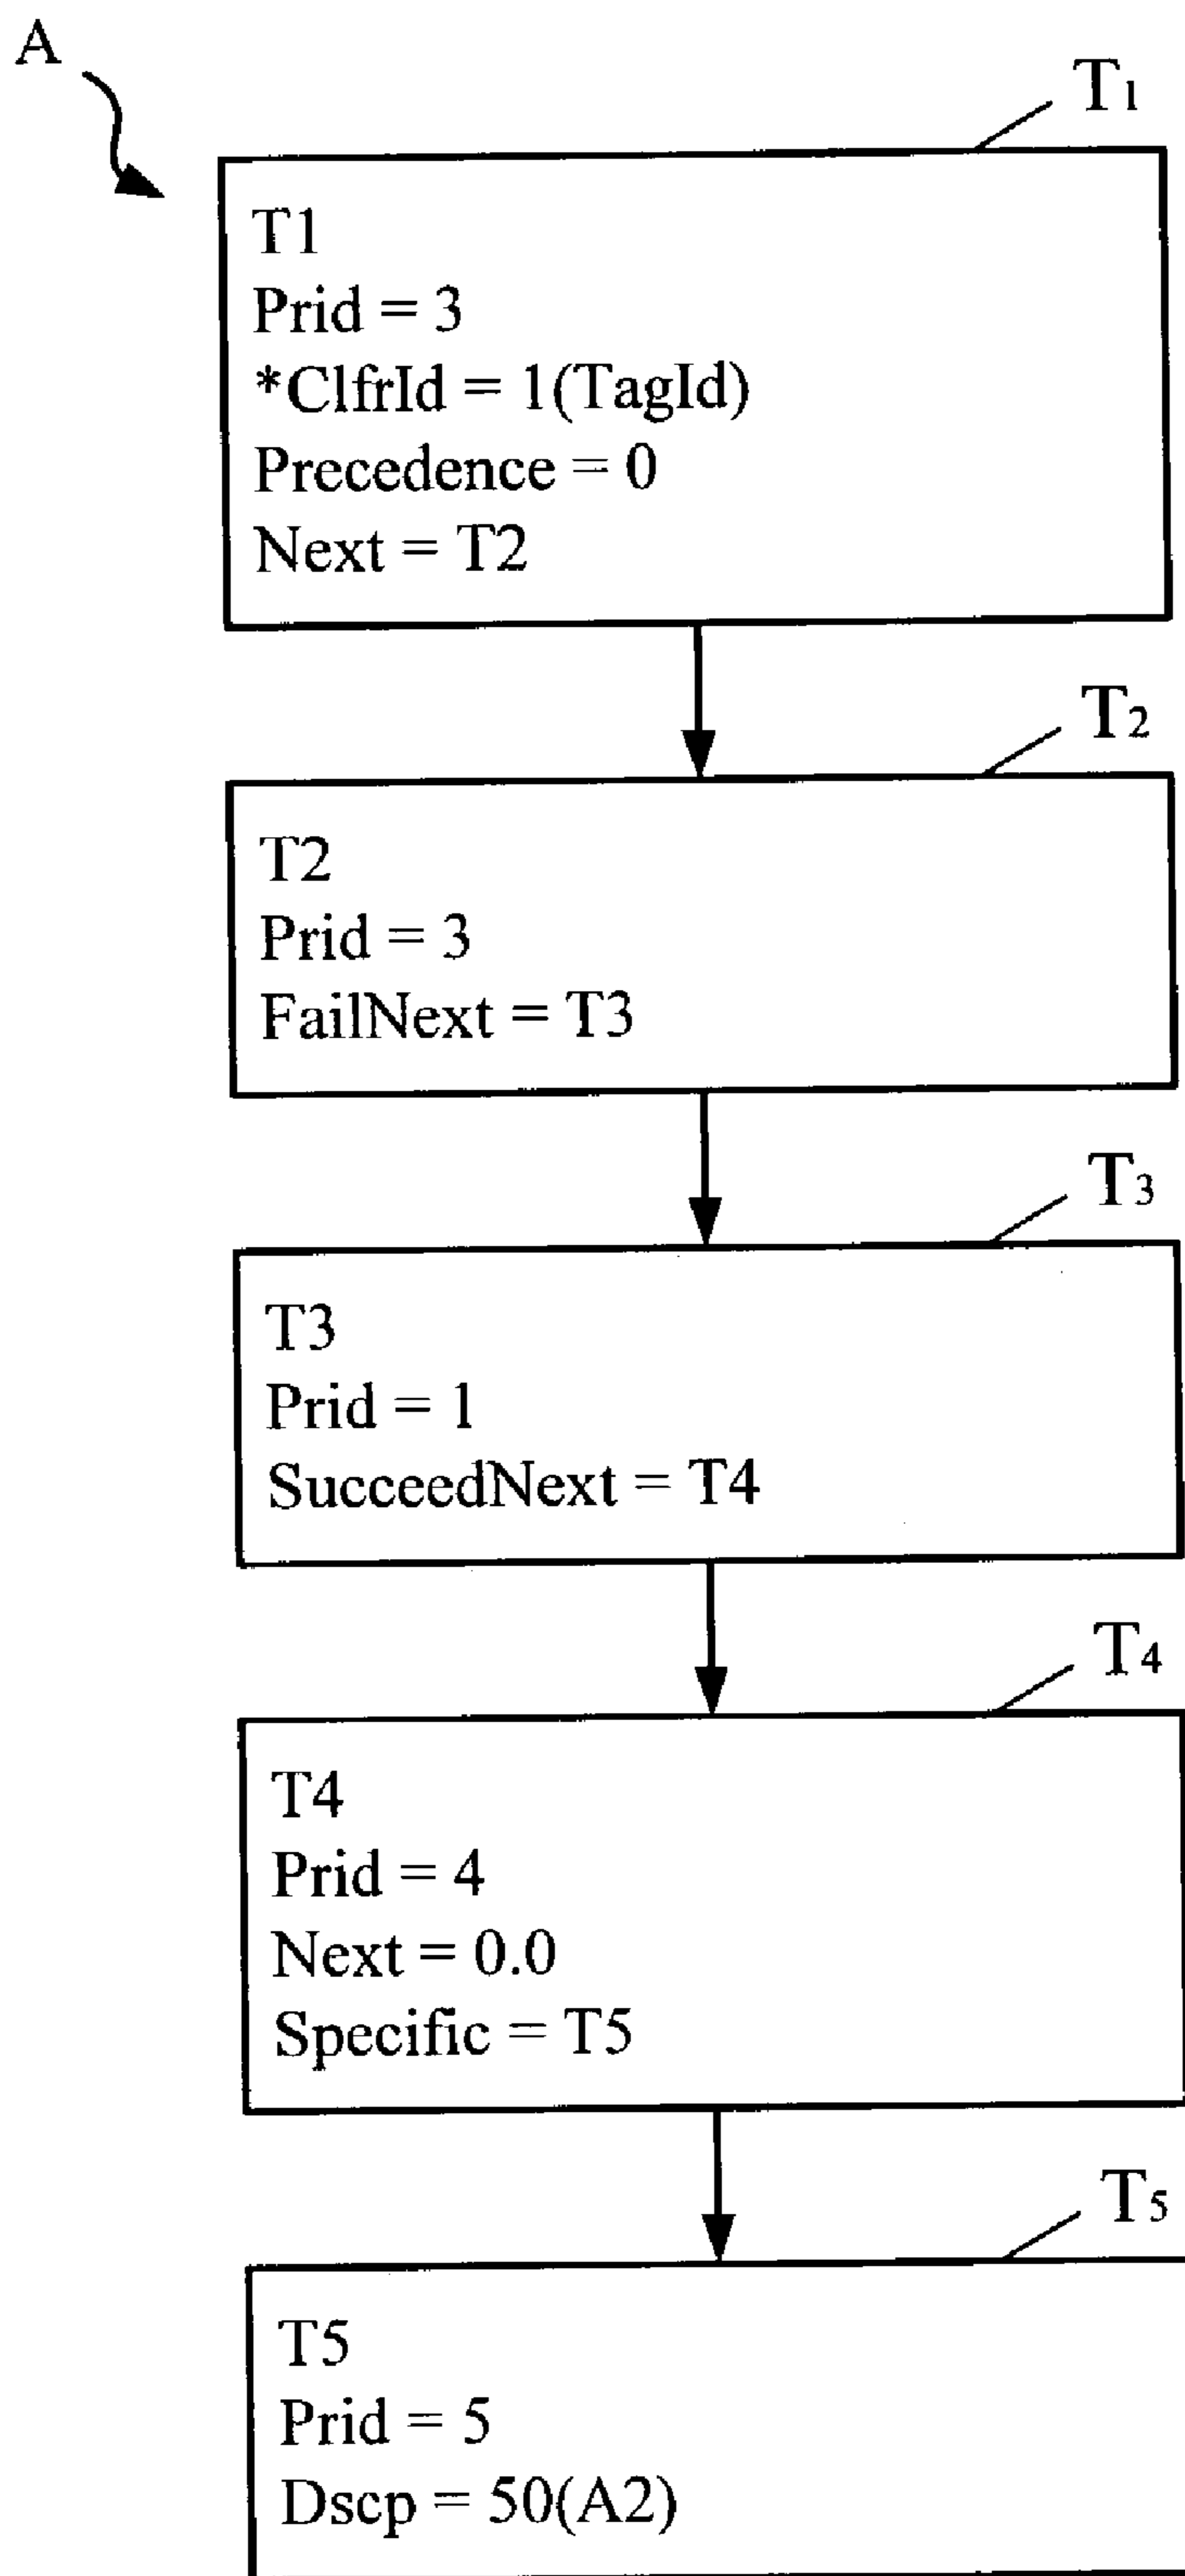 A
T1
T1
Prid = 3
*ClfrId = 1(TagId)
Precedence = 0
Next = T2
T2
T2
Prid = 3
FailNext = T3
T3
T3
Prid = 1
SucceedNext = T4
T4
T4
Prid = 4
Next = 0.0
Specific = T5
T5
T5
Prid = 5
Dscp = 50(A2)